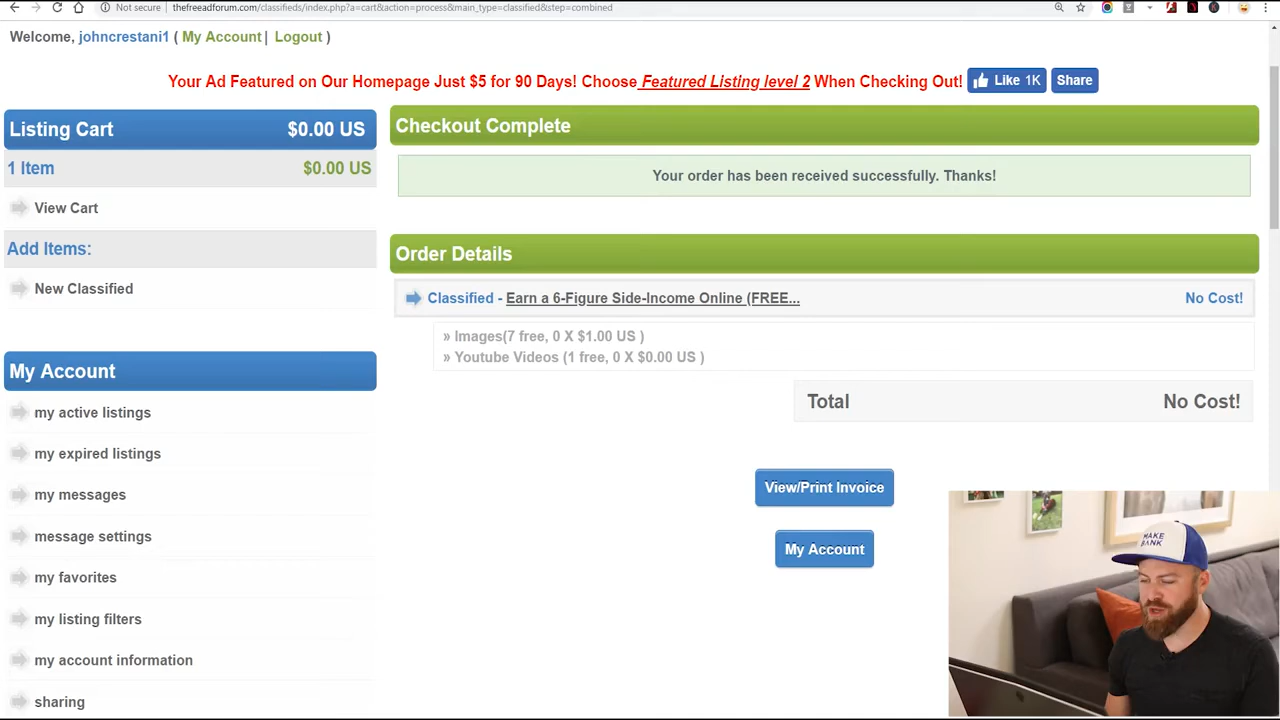 Not secure | thefreeadforum.com/classifieds/index.php?a=cart&action=process&main_type=classified&step=combined
Welcome, johncrestani1 ( My Account | Logout )
Your Ad Featured on Our Homepage Just $5 for 90 Days! Choose Featured Listing level 2 When Checking Out!
Like 1K
Share
Listing Cart $0.00 US
1 Item $0.00 US
View Cart
Add Items:
New Classified
My Account
my active listings
my expired listings
my messages
message settings
my favorites
my listing filters
my account information
sharing
Checkout Complete
Your order has been received successfully. Thanks!
Order Details
Classified - Earn a 6-Figure Side-Income Online (FREE... No Cost!
» Images(7 free, 0 X $1.00 US )
» Youtube Videos (1 free, 0 X $0.00 US )
Total No Cost!
View/Print Invoice
My Account
MAKE
BANK